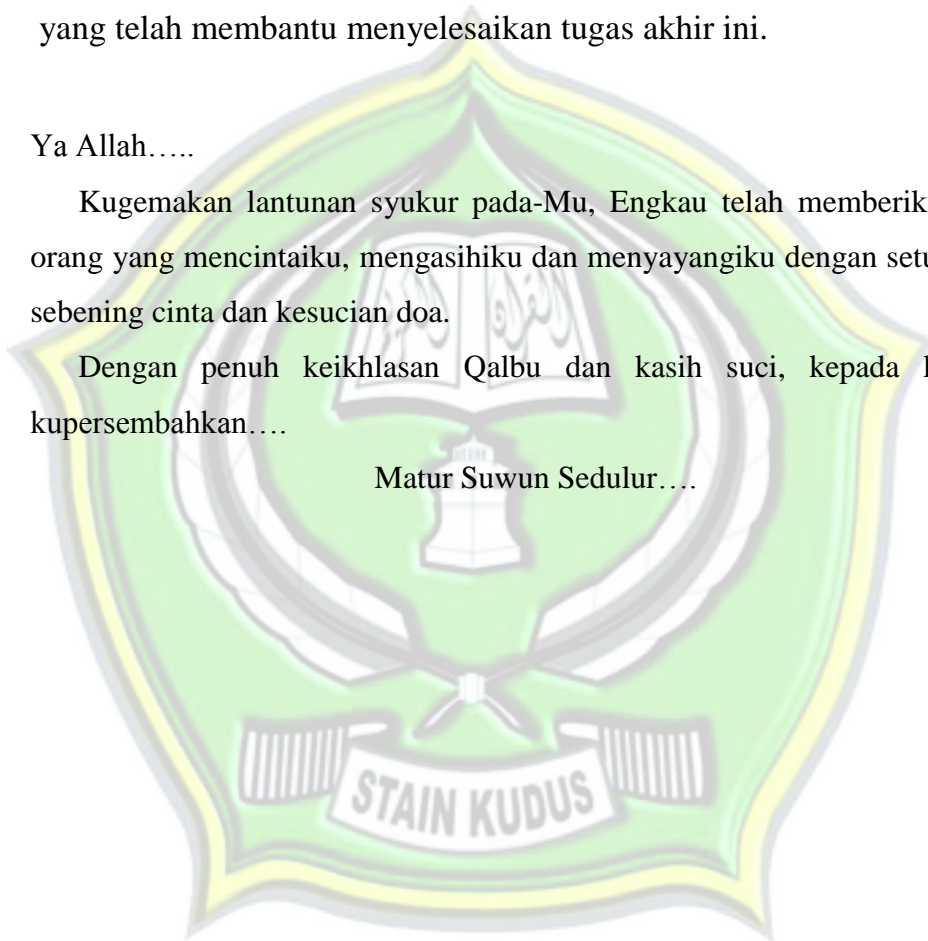 yang telah membantu menyelesaikan tugas akhir ini.
Ya Allah…..
Kugemakan lantunan syukur pada-Mu, Engkau telah memberik
orang yang mencintaiku, mengasihiku dan menyayangiku dengan setu
sebening cinta dan kesucian doa.
Dengan penuh keikhlasan Qalbu dan kasih suci, kepada
kupersembahkan….
Matur Suwun Sedulur….
STAIN KUDUS